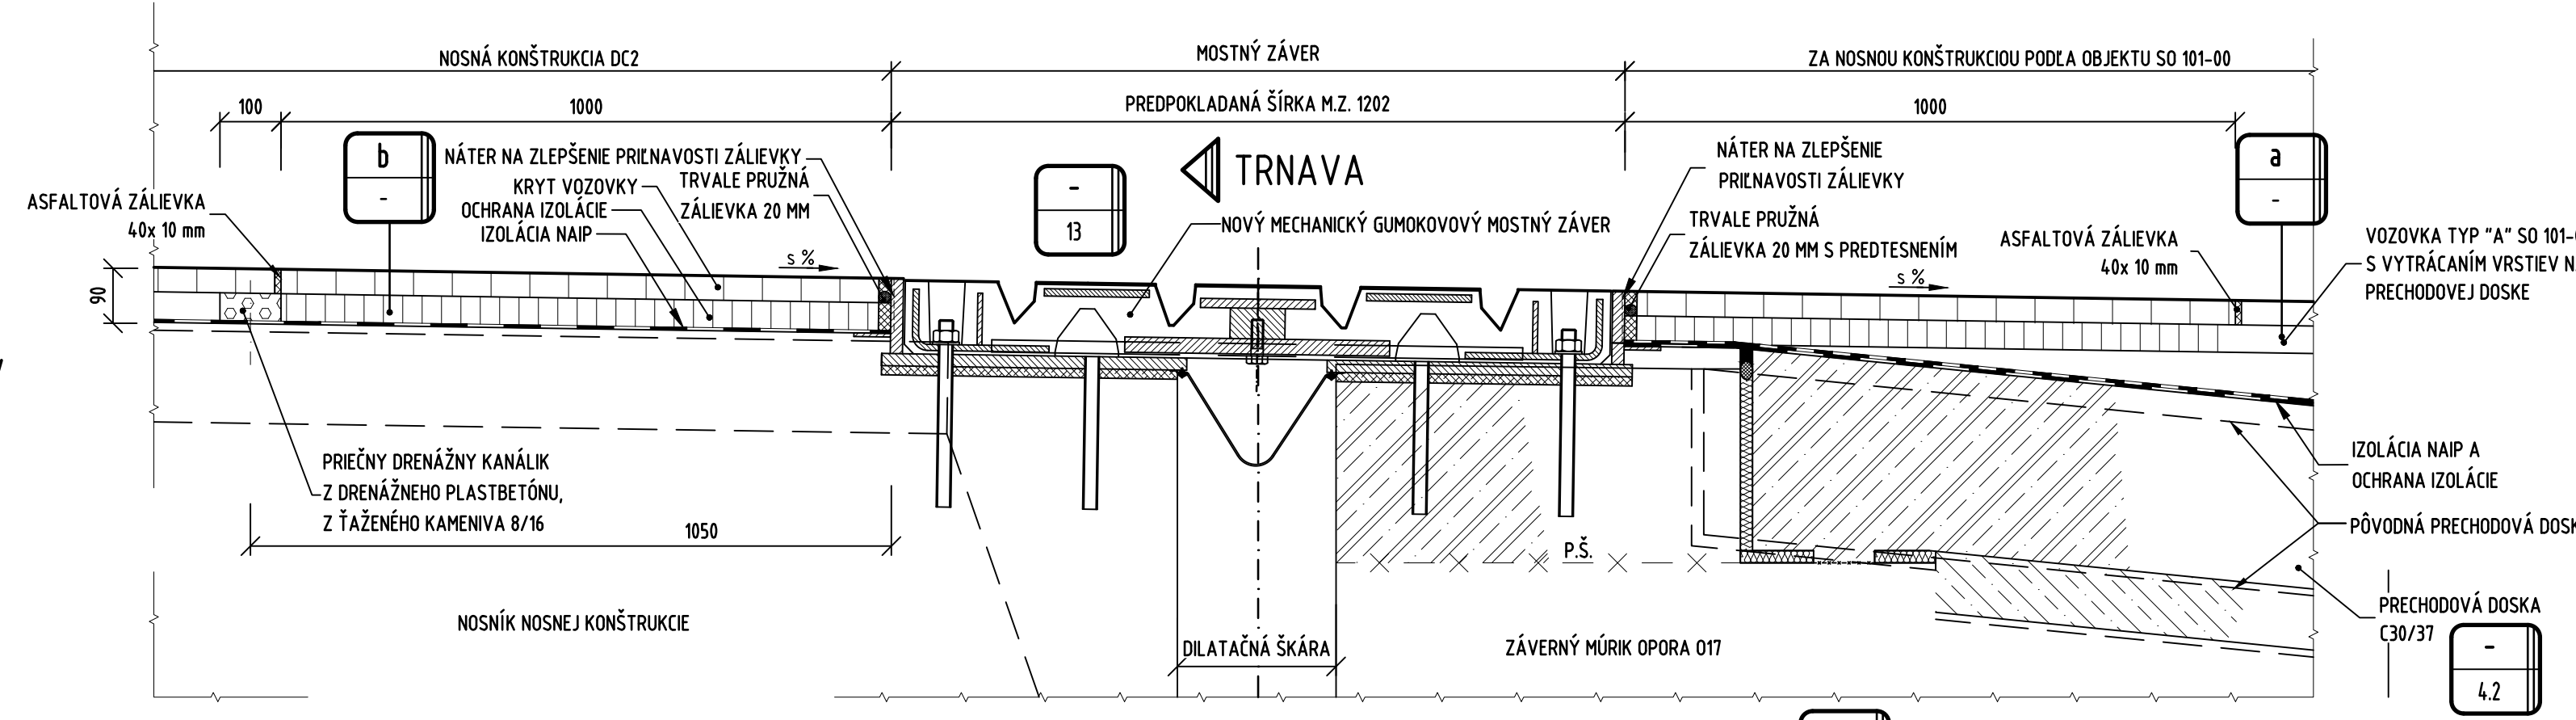 NOSNÁ KONŠTRUKCIA DC2
MOSTNÝ ZÁVER
ZA NOSNOU KONŠTRUKCIOU PODĽA OBJEKTU SO 101-00
100
1000
PREDPOKLADANÁ ŠÍRKA M.Z. 1202
1000
b
-
NÁTER NA ZLEPŠENIE PRIĽNAVOSTI ZÁLIEVKY
KRYT VOZOVKY
TRVALE PRUŽNÁ
ZÁLIEVKA 20 MM
OCHRANA IZOLÁCIE
IZOLÁCIA NAIP
ASFALTOVÁ ZÁLIEVKA
40x 10 mm
s %
90
-
13
TRNAVA
NOVÝ MECHANICKÝ GUMOKOVOVÝ MOSTNÝ ZÁVER
NÁTER NA ZLEPŠENIE
PRIĽNAVOSTI ZÁLIEVKY
TRVALE PRUŽNÁ
ZÁLIEVKA 20 MM S PREDTESNENÍM
ASFALTOVÁ ZÁLIEVKA
40x 10 mm
s %
a
-
VOZOVKA TYP "A" SO 101-
S VYTRÁCANÍM VRSTIEV
PRECHODOVEJ DOSKE
PRIEČNY DRENÁŽNY KANÁLIK
Z DRENÁŽNEHO PLASTBETÓNU,
Z ŤAŽENÉHO KAMENIVA 8/16
1050
IZOLÁCIA NAIP A
OCHRANA IZOLÁCIE
PÔVODNÁ PRECHODOVÁ
P.Š.
NOSNÍK NOSNEJ KONŠTRUKCIE
DILATAČNÁ ŠKÁRA
ZÁVERNÝ MÚRIK OPORA O17
PRECHODOVÁ DOSKA
C30/37
-
4.2